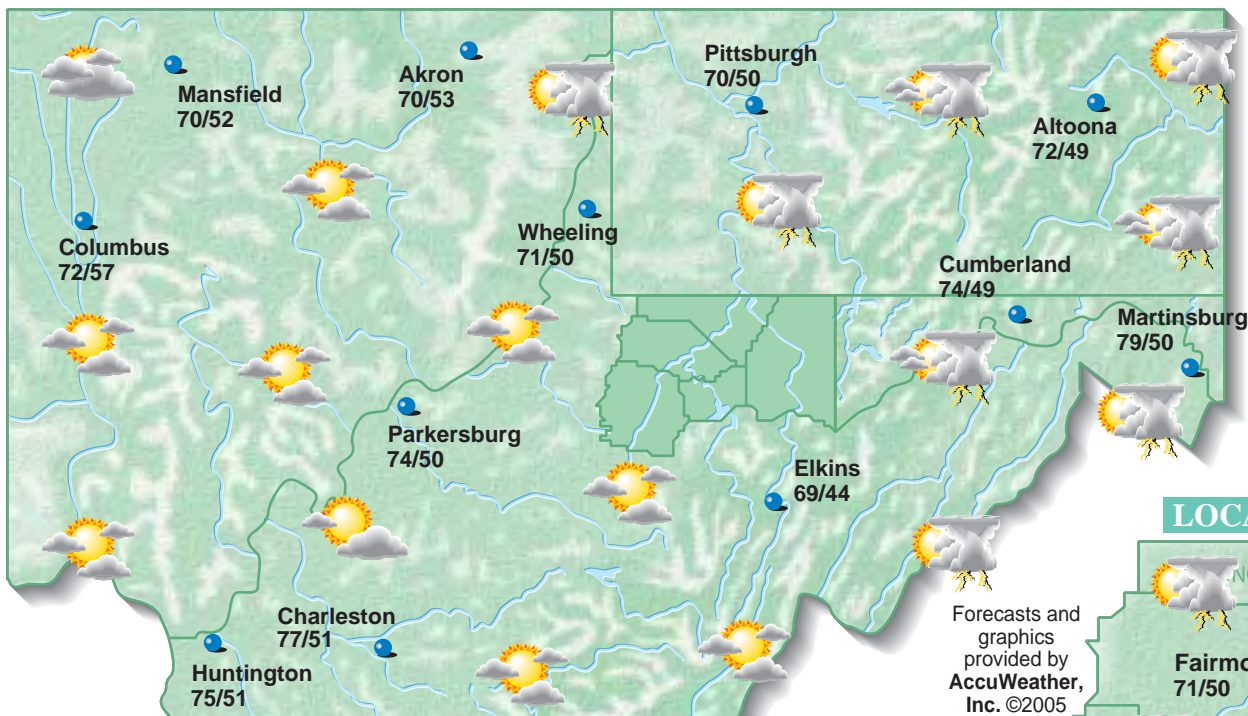 Mansfield
70/52
Akron
70/53
Pittsburgh
70/50
Altoona
72/49
Columbus
72/57
Wheeling
71/50
Cumberland
74/49
Martinsburg
79/50
Parkersburg
74/50
Elkins
69/44
Charleston
77/51
Huntington
75/51
Forecasts and
graphics
provided by
AccuWeather,
Inc. ©2005
LOCA
Fairmo
71/50